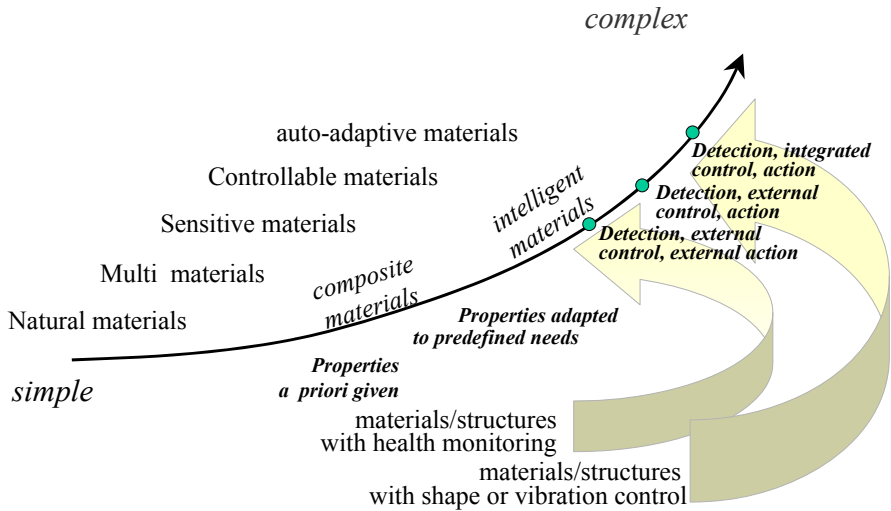 complex
auto-adaptive materials
Detection, integrated
control, action
Controllable materials
intelligent
materials
Detection, external
control, action
Sensitive materials
Detection, external
control, external action
Multi materials
composite
materials
Natural materials
Properties adapted
to predefined needs
simple
Properties
a priori given
materials/structures
with health monitoring
materials/structures
with shape or vibration control